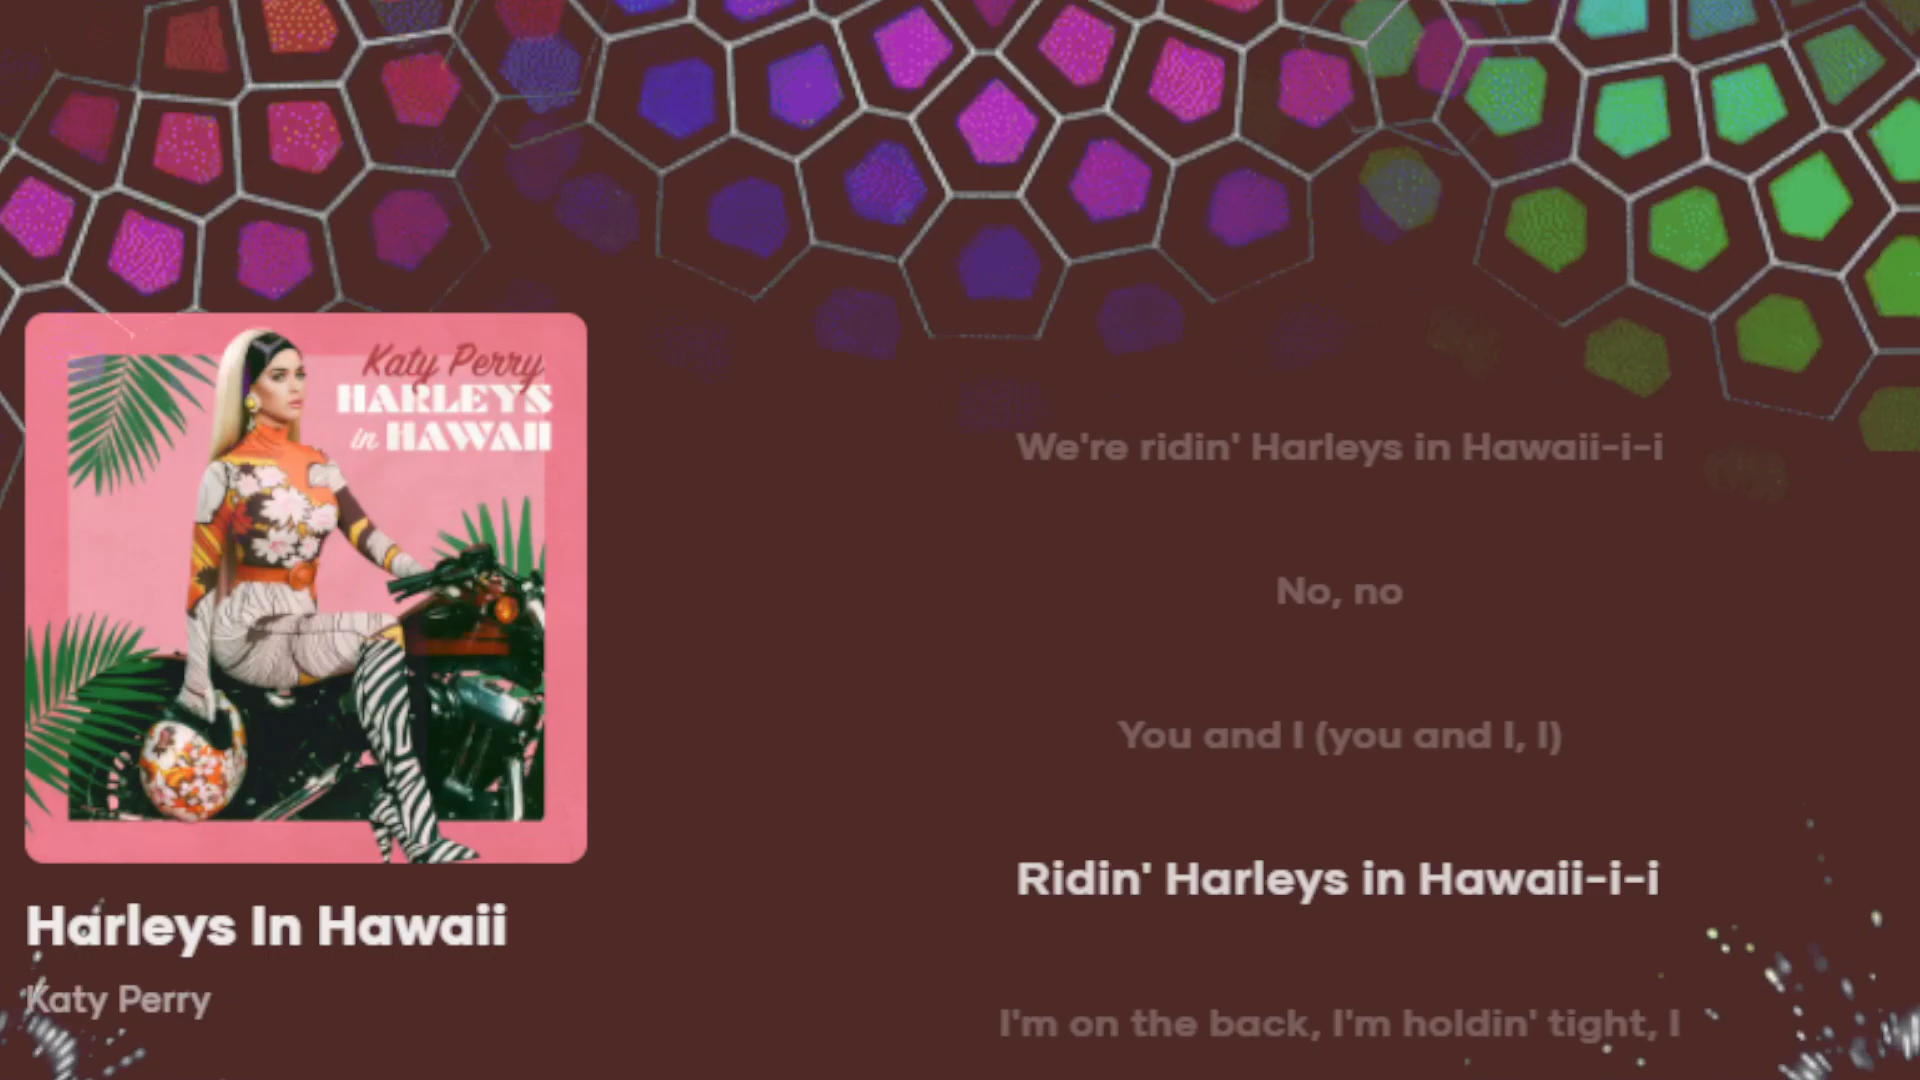 Katy Perry
HARLEYS
in HAWAII
Harleys In Hawaii
Katy Perry
We're ridin' Harleys in Hawaii-i-i
No, no
You and I (you and I, I)
Ridin' Harleys in Hawaii-i-i
I'm on the back, I'm holdin' tight, I